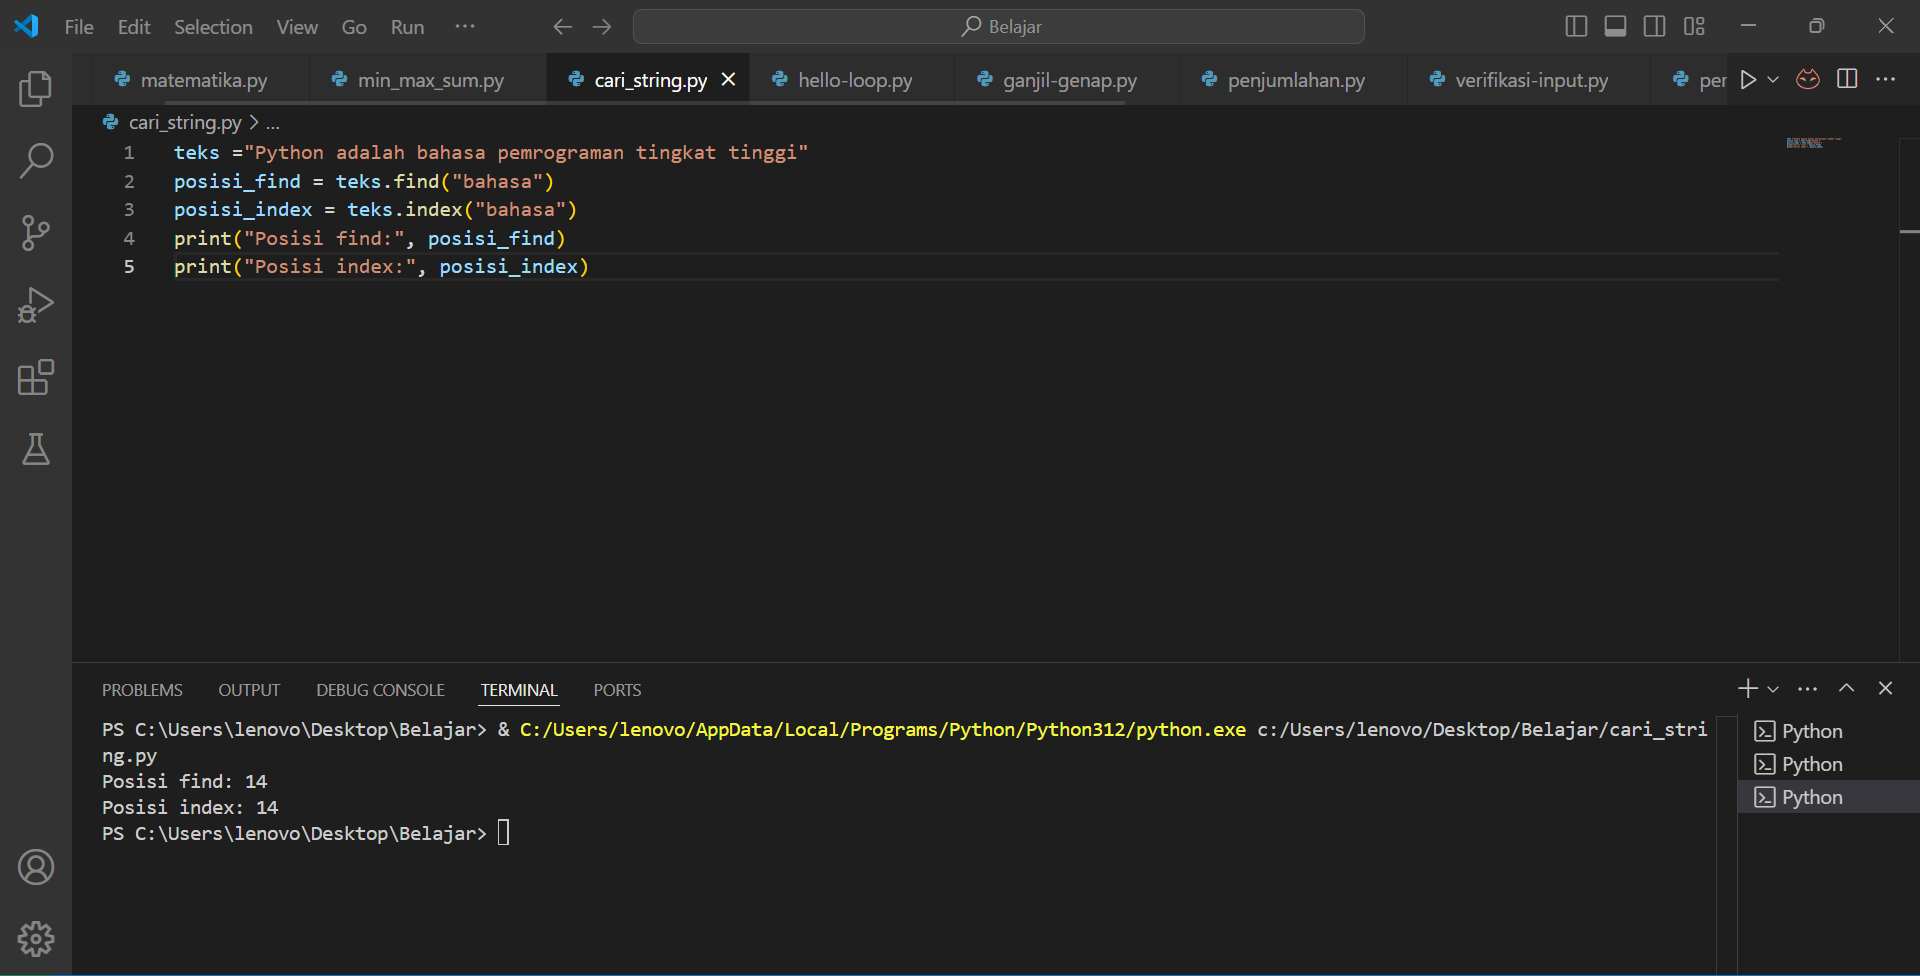 File Edit Selection View Go Run ··· Belajar
matematika.py min_max_sum.py cari_string.py hello-loop.py ganjil-genap.py penjumlahan.py verifikasi-input.py per
cari_string.py > ...
1 teks ="Python adalah bahasa pemrograman tingkat tinggi"
2 posisi_find = teks.find("bahasa")
3 posisi_index = teks.index("bahasa")
4 print("Posisi find:", posisi_find)
5 print("Posisi index:", posisi_index)
PROBLEMS OUTPUT DEBUG CONSOLE TERMINAL PORTS
PS C:\Users\lenovo\Desktop\Belajar> & C:/Users/lenovo/AppData/Local/Programs/Python/Python312/python.exe c:/Users/lenovo/Desktop/Belajar/cari_stri
ng.py
Posisi find: 14
Posisi index: 14
PS C:\Users\lenovo\Desktop\Belajar>
Python
Python
Python